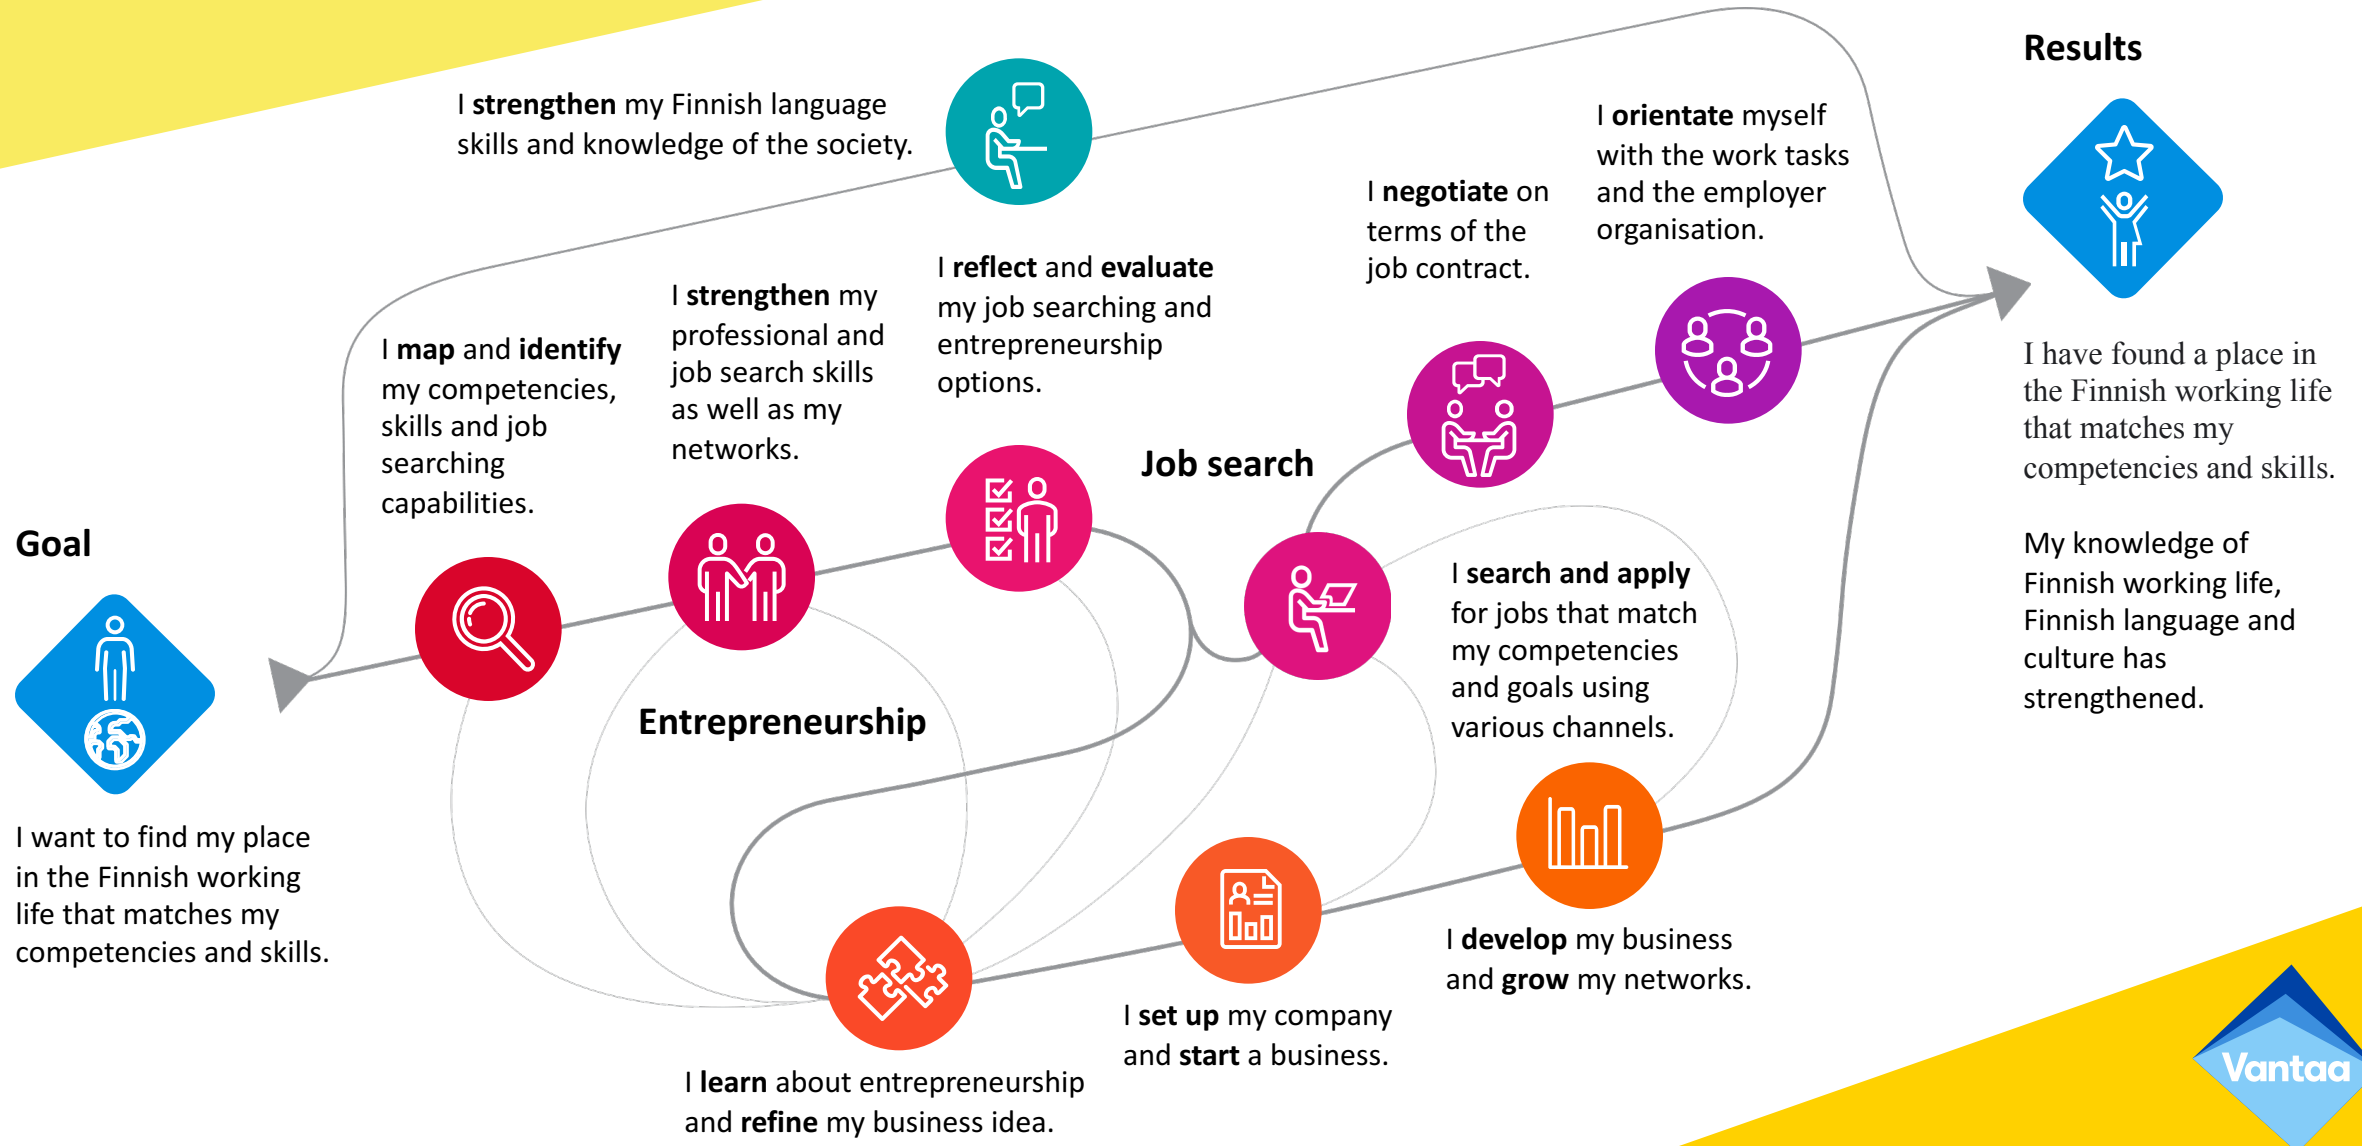 Goal
I want to find my place
in the Finnish working
life that matches my
competencies and skills.
I strengthen my Finnish language
skills and knowledge of the society.
I map and identify
my competencies,
skills and job
searching
capabilities.
I strengthen my
professional and
job search skills
as well as my
networks.
I reflect and evaluate
my job searching and
entrepreneurship
options.
Job search
I search and apply
for jobs that match
my competencies
and goals using
various channels.
I negotiate on
terms of the
job contract.
I orientate myself
with the work tasks
and the employer
organisation.
Entrepreneurship
I learn about entrepreneurship
and refine my business idea.
I set up my company
and start a business.
I develop my business
and grow my networks.
Results
I have found a place in
the Finnish working life
that matches my
competencies and skills.
My knowledge of
Finnish working life,
Finnish language and
culture has
strengthened.
Vantaa